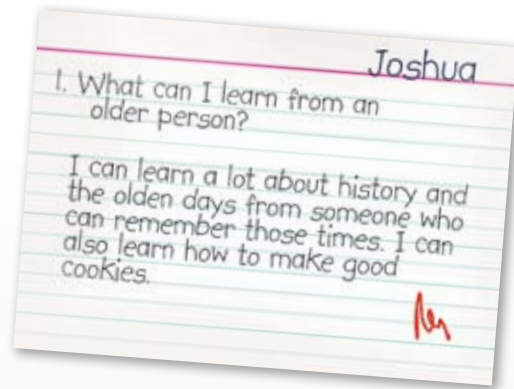 Joshua
1. What can I learn from an
older person?
I can learn a lot about history and
the olden days from someone who
can remember those times. I can
also learn how to make good
cookies.